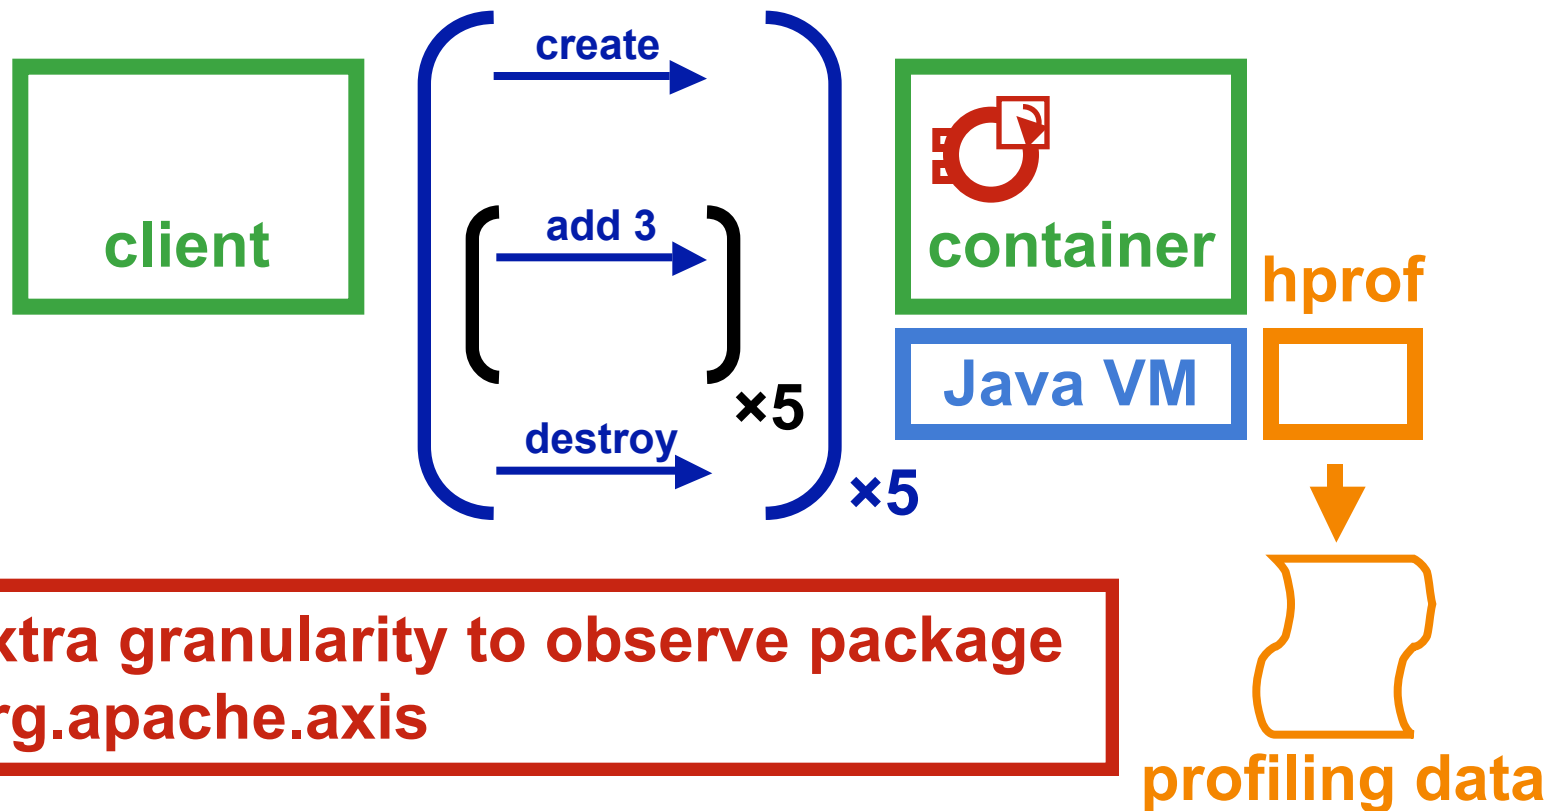 create
client
add 3
×5
destroy
×5
container
hprof
Java VM
xtra granularity to observe package
rg.apache.axis
profiling data